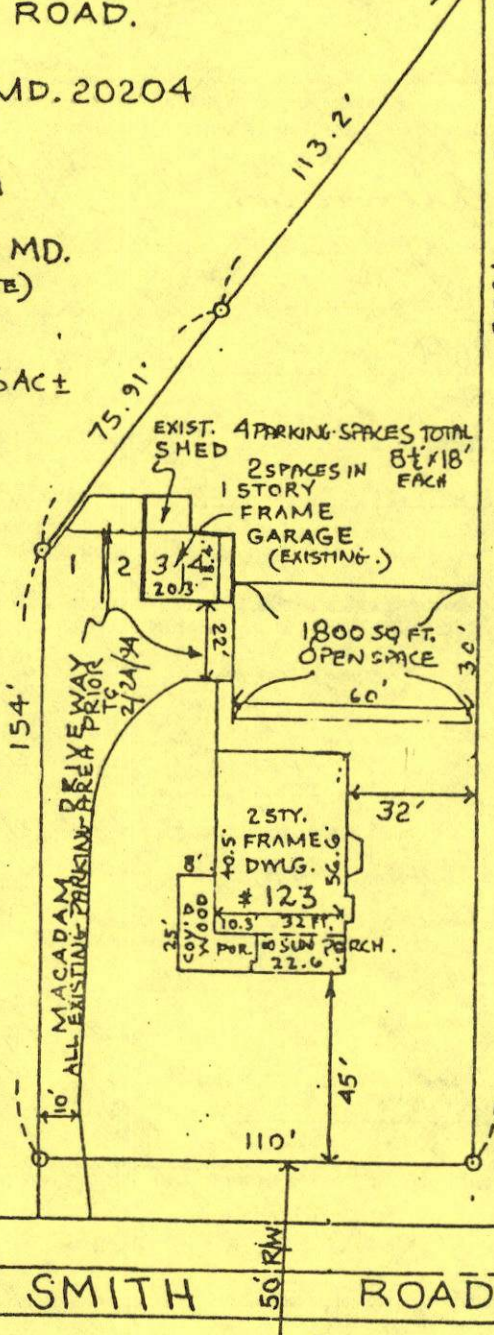 ROAD.
MD. 20204
MD.
AC ±
113.2'
75.91'
EXIST. SHED
4 PARKING SPACES TOTAL
8½'X18'
EACH
2 SPACES IN
1 STORY
FRAME
GARAGE
(EXISTING.)
1 2 3 4
20.3'
18.4'
22'
1800 SQ FT.
OPEN SPACE
30'
60'
154'
MACADAM DRIVEWAY
ALL EXISTING PARKING AREA PRIOR
TO
2/24/94
32'
2 STY.
FRAME
DWLG.
# 123
40.5'
56.6'
8'
25'
COV'D
WOOD
POR.
10.3'
32 FT.
8 SUN PORCH.
22.6
45'
10'
110'
50' R/W
SMITH ROAD